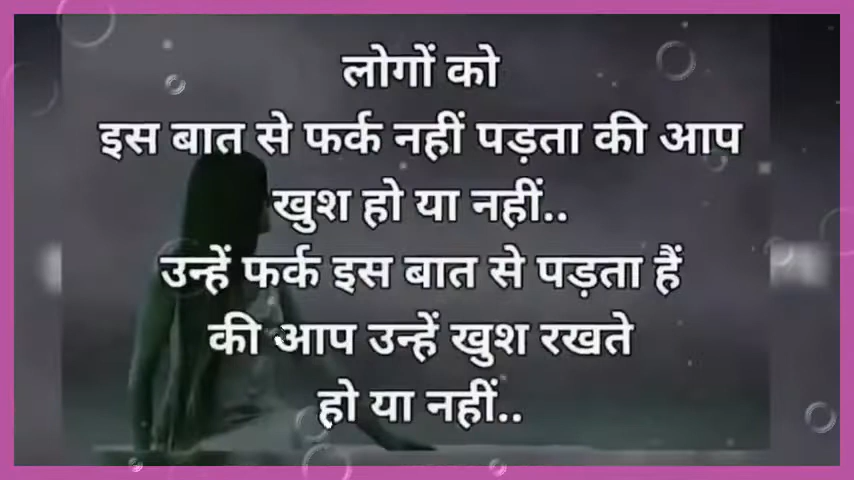 लोगों को
इस बात से फर्क नहीं पड़ता की आप
खुश हो या नहीं..
उन्हें फर्क इस बात से पड़ता हैं
की आप उन्हें खुश रखते
हो या नहीं..